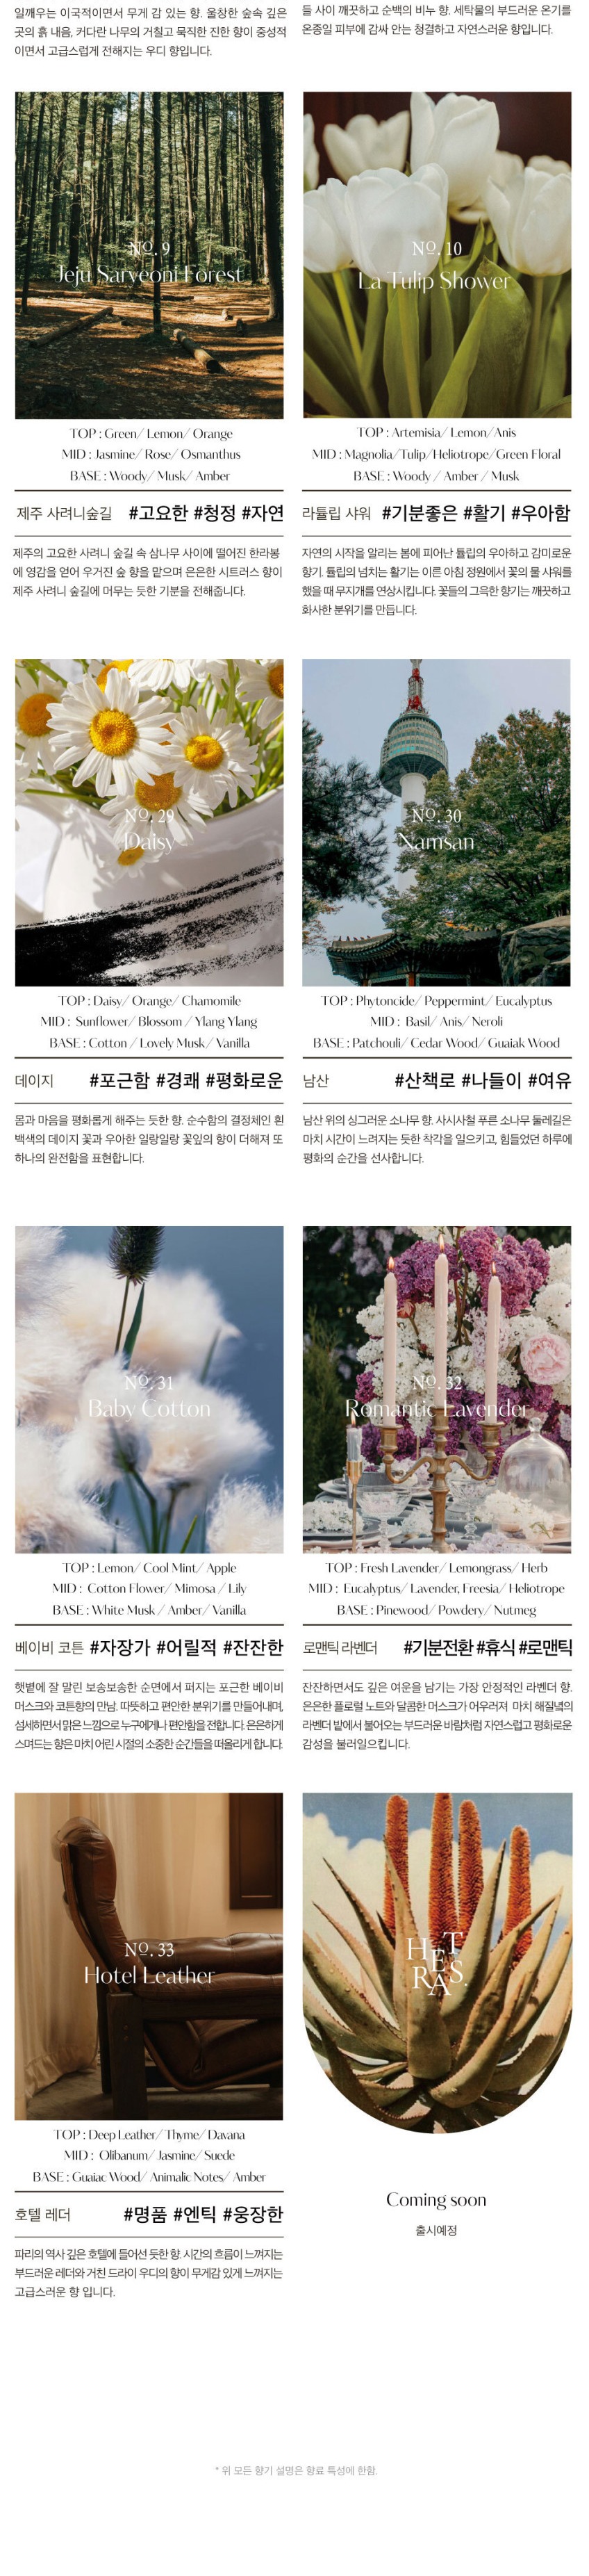 일깨우는 이국적이면서 무게 감 있는 향. 울창한 숲속 깊은
곳의 흙 내음, 커다란 나무의 거칠고 묵직한 진한 향이 중성적
이면서 고급스럽게 전해지는 우디 향입니다.
들 사이 깨끗하고 순백의 비누 향. 세탁물의 부드러운 온기를
온종일 피부에 감싸 안는 청결하고 자연스러운 향입니다.
No. 9
Jeju Saryeoni Forest
TOP : Green/ Lemon/ Orange
MID : Jasmine/ Rose/ Osmanthus
BASE : Woody/ Musk/ Amber
제주 사려니숲길 #고요한 #청정 #자연
제주의 고요한 사려니 숲길 속 삼나무 사이에 떨어진 한라봉
에 영감을 얻어 우거진 숲 향을 맡으며 은은한 시트러스 향이
제주 사려니 숲길에 머무는 듯한 기분을 전해줍니다.
No. 10
La Tulip Shower
TOP : Artemisia/ Lemon/Anis
MID : Magnolia/Tulip/Heliotrope/Green Floral
BASE : Woody / Amber / Musk
라튤립 샤워 #기분좋은 #활기 #우아함
자연의 시작을 알리는 봄에 피어난 튤립의 우아하고 감미로운
향기. 튤립의 넘치는 활기는 이른 아침 정원에서 꽃의 물 샤워를
했을 때 무지개를 연상시킵니다. 꽃들의 그윽한 향기는 깨끗하고
화사한 분위기를 만듭니다.
No. 29
Daisy
TOP : Daisy/ Orange/ Chamomile
MID : Sunflower/ Blossom / Ylang Ylang
BASE : Cotton / Lovely Musk/ Vanilla
데이지 #포근함 #경쾌 #평화로운
몸과 마음을 평화롭게 해주는 듯한 향. 순수함의 결정체인 흰
백색의 데이지 꽃과 우아한 일랑일랑 꽃잎의 향이 더해져 또
하나의 완전함을 표현합니다.
No. 30
Namsan
TOP : Phytoncide/ Peppermint/ Eucalyptus
MID : Basil/ Anis/ Neroli
BASE : Patchouli/ Cedar Wood/ Guaiak Wood
남산 #산책로 #나들이 #여유
남산 위의 싱그러운 소나무 향. 사시사철 푸른 소나무 둘레길은
마치 시간이 느려지는 듯한 착각을 일으키고, 힘들었던 하루에
평화의 순간을 선사합니다.
No. 31
Baby Cotton
TOP : Lemon/ Cool Mint/ Apple
MID : Cotton Flower/ Mimosa / Lily
BASE : White Musk / Amber/ Vanilla
베이비 코튼 #자장가 #어릴적 #잔잔한
햇볕에 잘 말린 보송보송한 순면에서 퍼지는 포근한 베이비
머스크와 코튼향의 만남. 따뜻하고 편안한 분위기를 만들어내며,
섬세하면서 맑은 느낌으로 누구에게나 편안함을 전합니다. 은은하게
스며드는 향은 마치 어린 시절의 소중한 순간들을 떠올리게 합니다.
No. 32
Romantic Lavender
TOP : Fresh Lavender/ Lemongrass/ Herb
MID : Eucalyptus/ Lavender, Freesia/ Heliotrope
BASE : Pinewood/ Powdery/ Nutmeg
로맨틱 라벤더 #기분전환 #휴식 #로맨틱
잔잔하면서도 깊은 여운을 남기는 가장 안정적인 라벤더 향.
은은한 플로럴 노트와 달콤한 머스크가 어우러져 마치 해질녘의
라벤더 밭에서 불어오는 부드러운 바람처럼 자연스럽고 평화로운
감성을 불러일으킵니다.
No. 33
Hotel Leather
TOP : Deep Leather/ Thyme/ Davana
MID : Olibanum/ Jasmine/ Suede
BASE : Guaiac Wood/ Animalic Notes/ Amber
호텔 레더 #명품 #엔틱 #웅장한
파리의 역사 깊은 호텔에 들어선 듯한 향. 시간의 흐름이 느껴지는
부드러운 레더와 거친 드라이 우디의 향이 무게감 있게 느껴지는
고급스러운 향 입니다.
HETRAS.
Coming soon
출시예정
* 위 모든 향기 설명은 향료 특성에 한함.